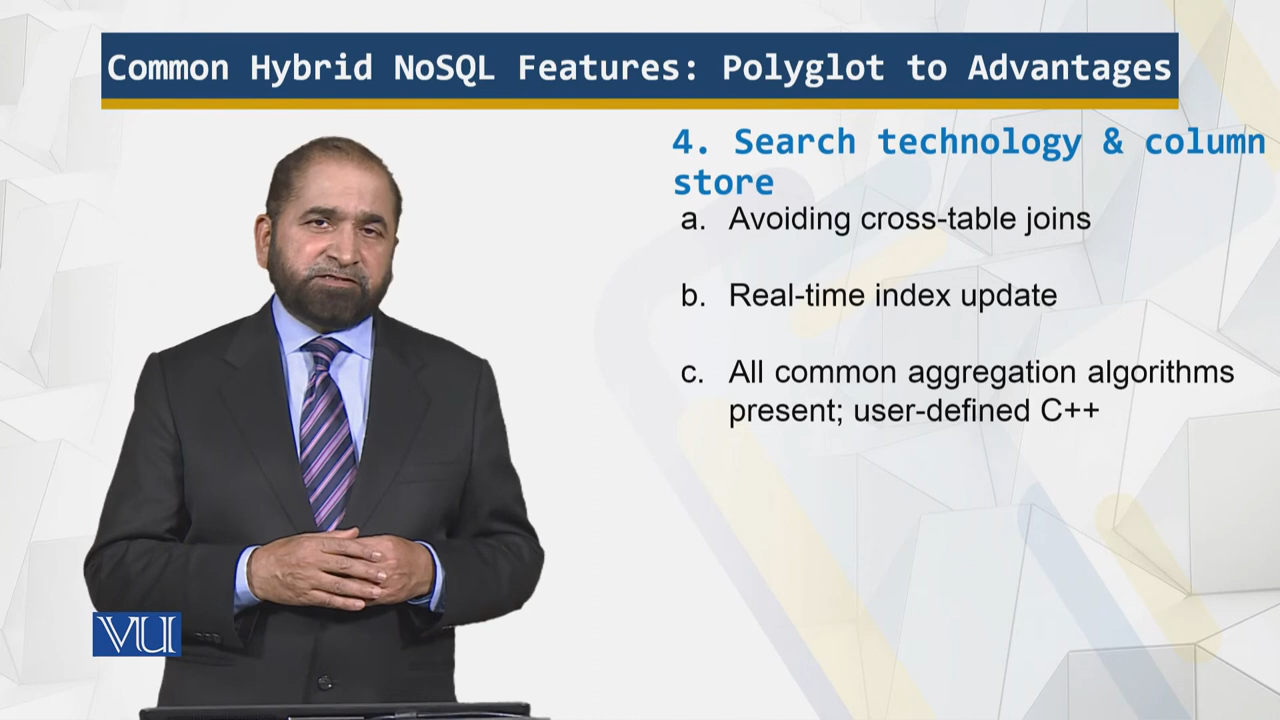 Common Hybrid NoSQL Features: Polyglot to Advantages
4. Search technology & column
store
a. Avoiding cross-table joins
b. Real-time index update
c. All common aggregation algorithms
present; user-defined C++
VU